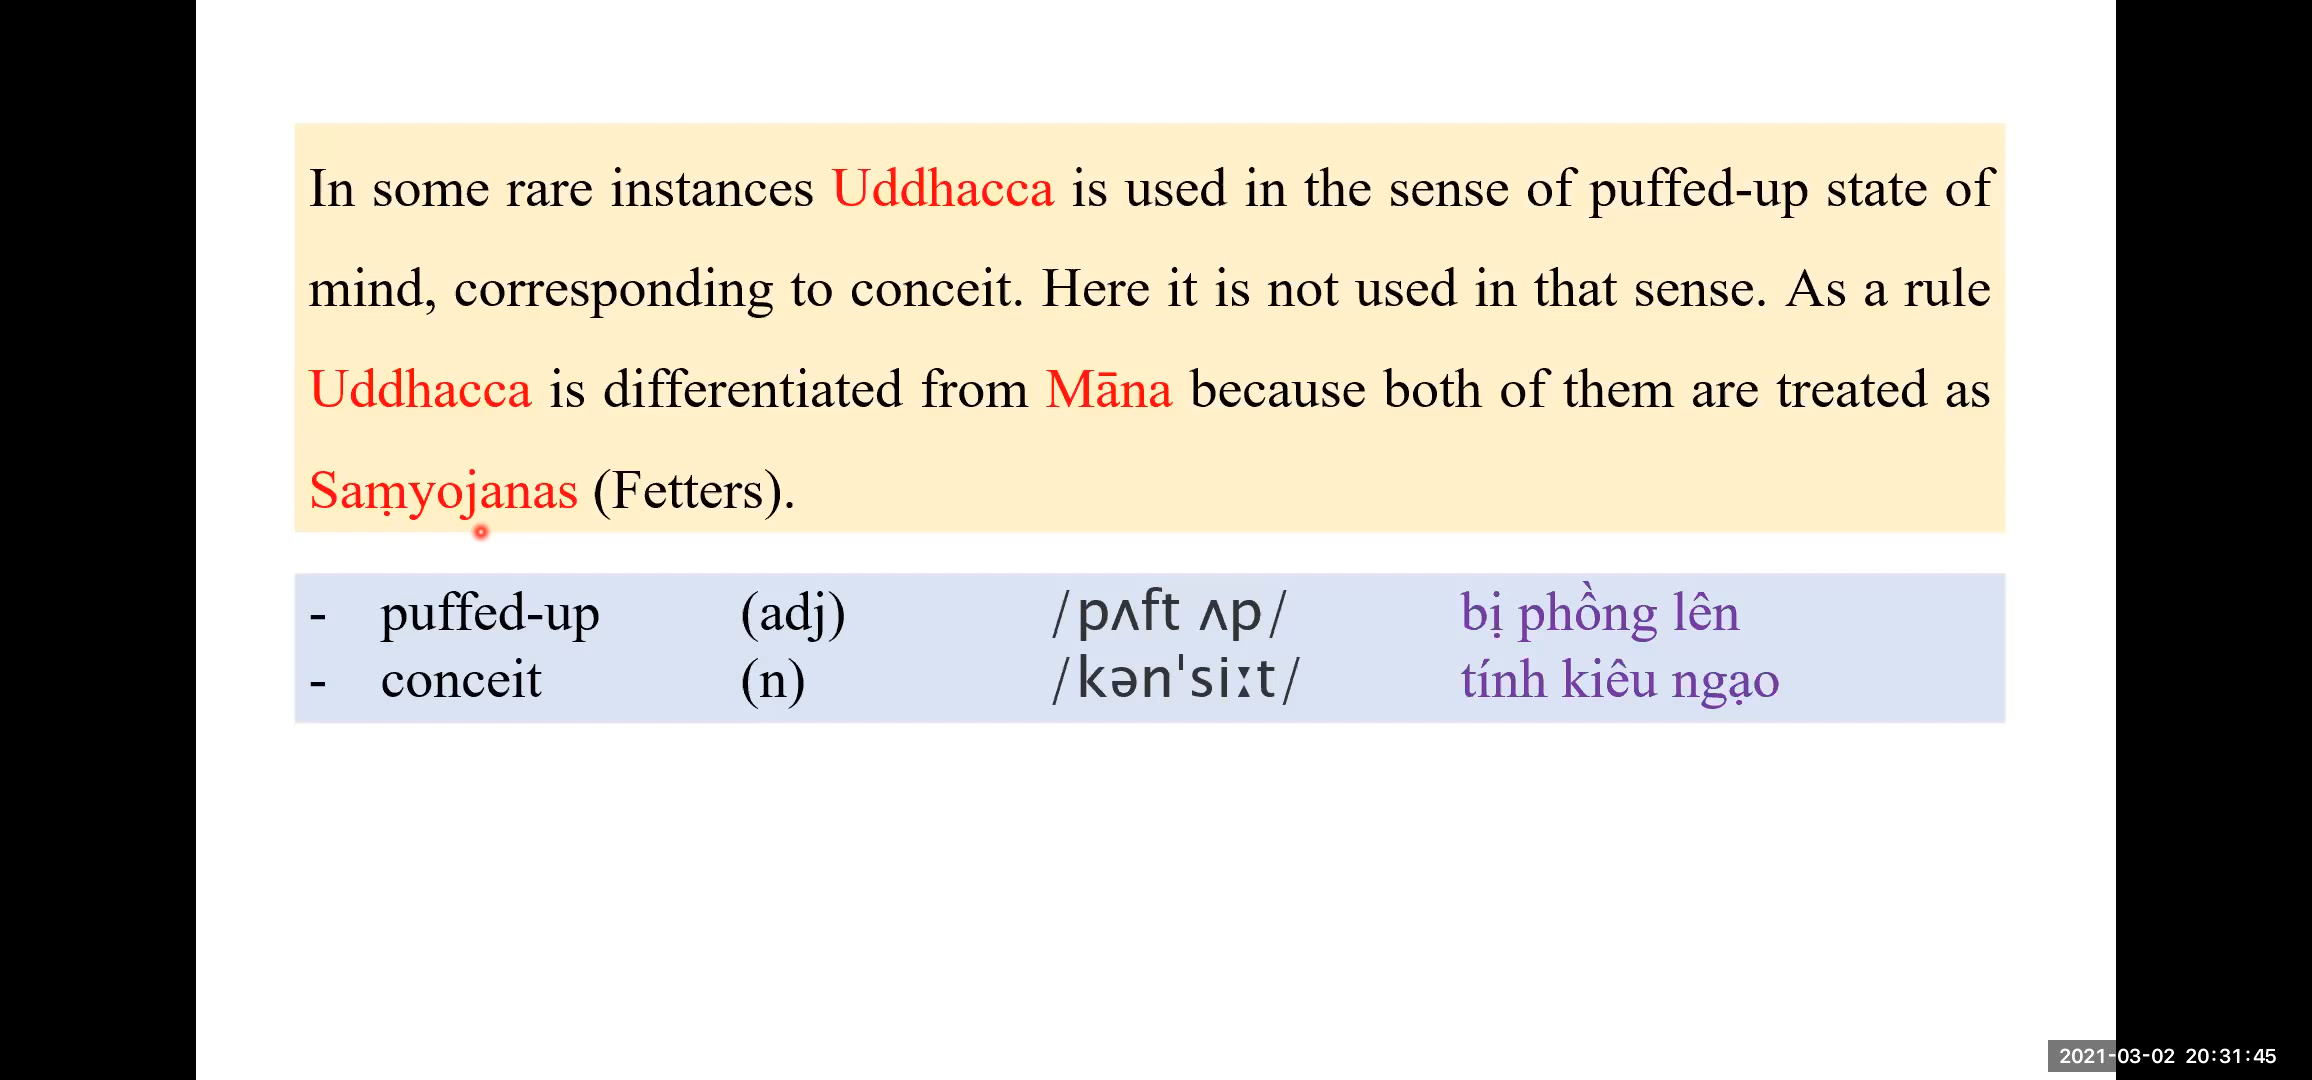 In some rare instances Uddhacca is used in the sense of puffed-up state of
mind, corresponding to conceit. Here it is not used in that sense. As a rule
Uddhacca is differentiated from Māna because both of them are treated as
Saṃyojanas (Fetters).
- puffed-up (adj) /pʌft ʌp/ bị phồng lên
- conceit (n) /kənˈsiːt/ tính kiêu ngạo
2021-03-02 20:31:45